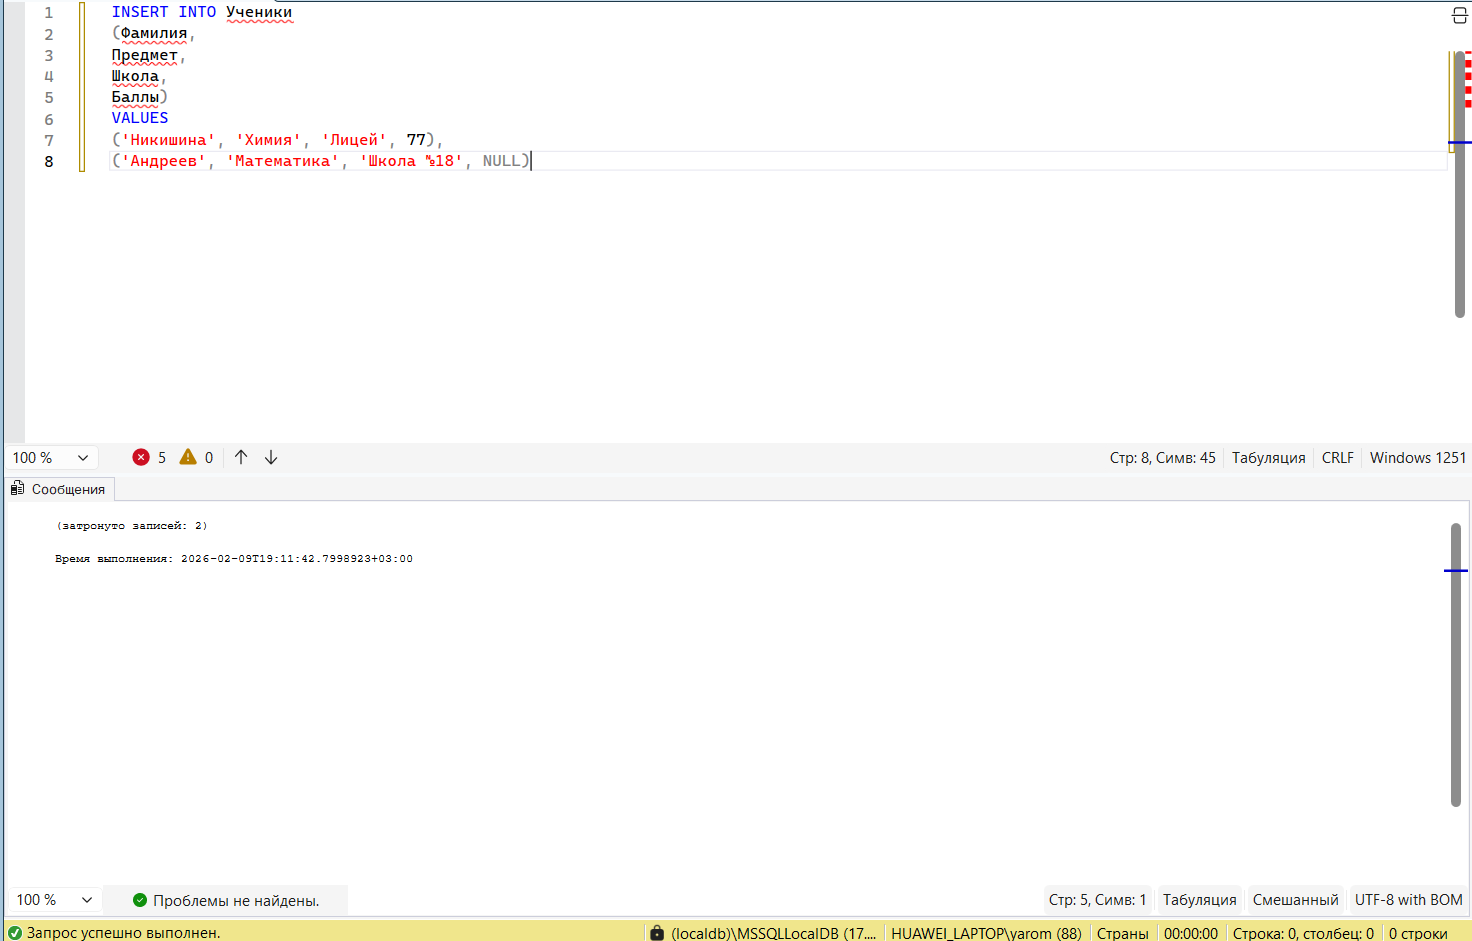 1 INSERT INTO Ученики
2 (Фамилия,
3 Предмет,
4 Школа,
5 Баллы)
6 VALUES
7 ('Никишина', 'Химия', 'Лицей', 77),
8 ('Андреев', 'Математика', 'Школа №18', NULL)
100 % 5 0 Стр: 8, Симв: 45 Табуляция CRLF Windows 1251
Сообщения
(затронуто записей: 2)
Время выполнения: 2026-02-09T19:11:42.7998923+03:00
100 % Проблемы не найдены. Стр: 5, Симв: 1 Табуляция Смешанный UTF-8 with BOM
Запрос успешно выполнен. (localdb)\MSSQLLocalDB (17.... HUAWEI_LAPTOP\yarom (88) Страны 00:00:00 Строка: 0, столбец: 0 0 строки